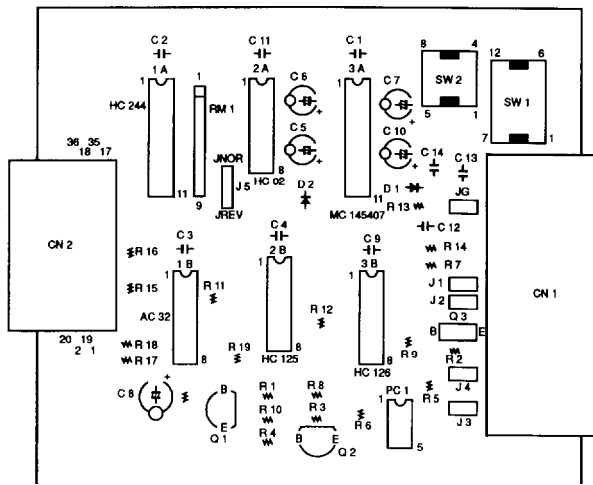 C 2
C 11
C 1
8 4
12 6
1 A
2 A
3 A
SW 2
SW 1
1
1
1
1
C 6
C 7
HC 244
RM 1
5 1
7 1
C 5
C 10
36 35
18 17
JNOR
J 5
JREV
HC 02
8
D 2
C 14
C 13
11
9
11
MC 145407
D 1
R 13
JG
CN 2
C 12
R 16
C 3
C 4
C 9
R 14
R 7
1 B
2 B
3 B
1
1
1
J 1
J 2
CN 1
R 15
R 11
AC 32
R 12
Q 3
B E
20 19
2 1
R 18
R 17
8
R 19
8
HC 125
8
HC 126
R 9
R 2
C 8
+
B
E
Q 1
R 1
R 10
R 4
R 8
R 3
B E
Q 2
R 6
PC 1
1
5
R 5
J 4
J 3
+
+
+
+